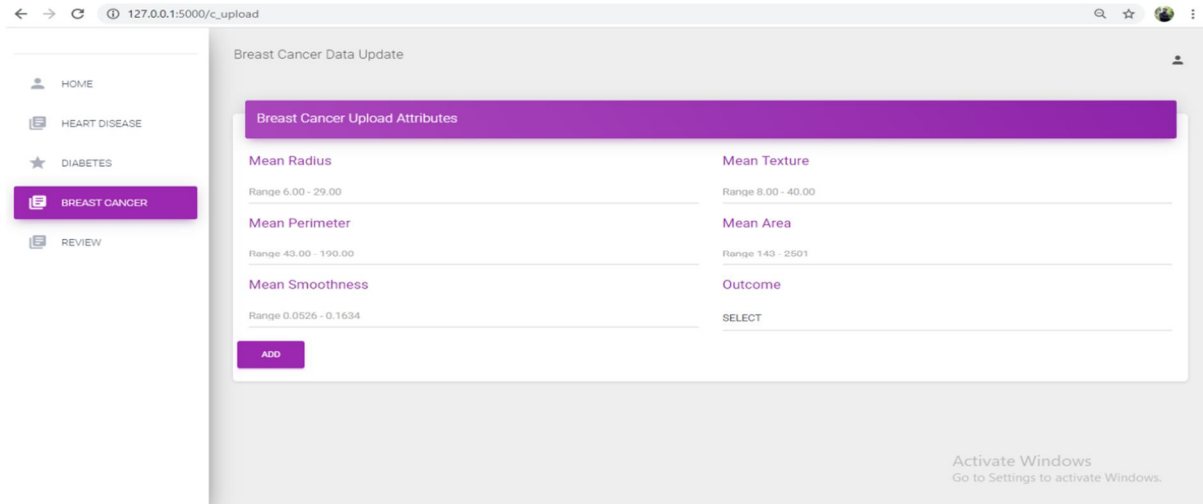 127.0.0.1:5000/c_upload
Breast Cancer Data Update
HOME
HEART DISEASE
DIABETES
BREAST CANCER
REVIEW
Breast Cancer Upload Attributes
Mean Radius
Range 6.00 - 29.00
Mean Texture
Range 8.00 - 40.00
Mean Perimeter
Range 43.00 - 190.00
Mean Area
Range 143 - 2501
Mean Smoothness
Range 0.0526 - 0.1634
Outcome
SELECT
ADD
Activate Windows
Go to Settings to activate Windows.